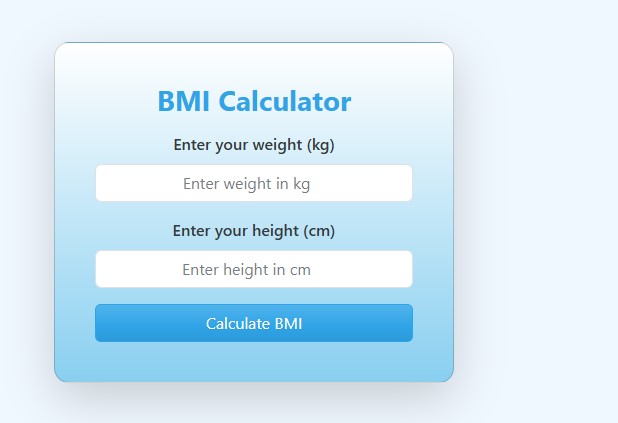 BMI Calculator
Enter your weight (kg)
Enter weight in kg
Enter your height (cm)
Enter height in cm
Calculate BMI